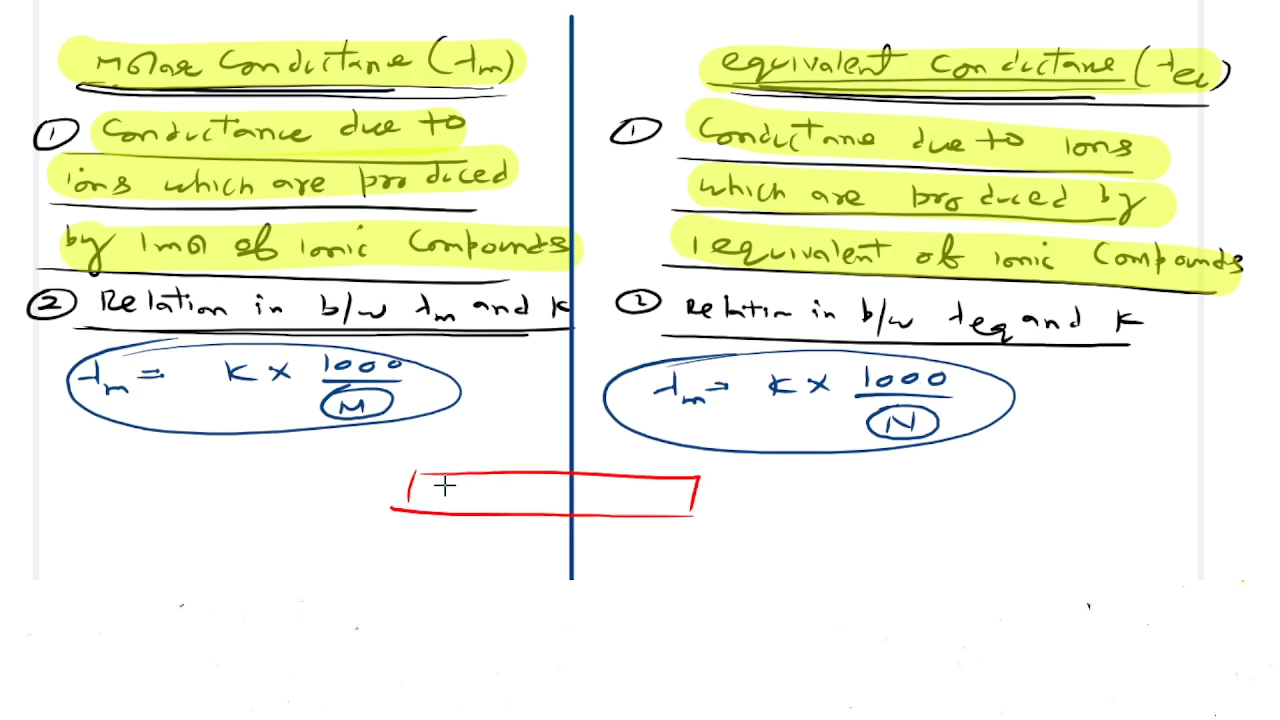 Molar Conductance (λm)
① Conductance due to
ions which are produced
by 1mol of ionic Compounds
② Relation in b/w λm and K
λm = K × 1000/M
equivalent Conductance (λeq)
① Conductance due to ions
which are produced by
1 equivalent of ionic Compounds
② Relation in b/w λeq and K
λm = K × 1000/N